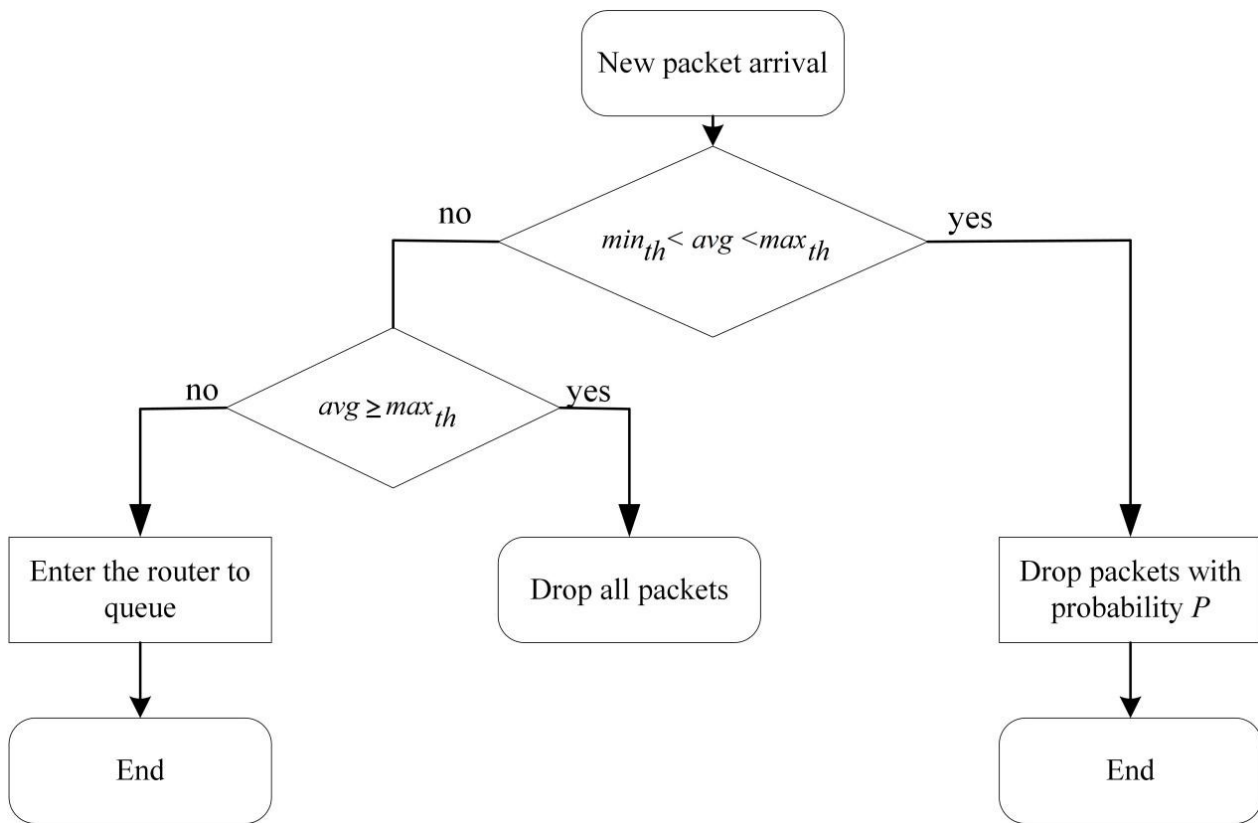 New packet arrival
no
yes
min_th < avg < max_th
no
yes
avg ≥ max_th
Enter the router to
queue
Drop all packets
Drop packets with
probability P
End
End